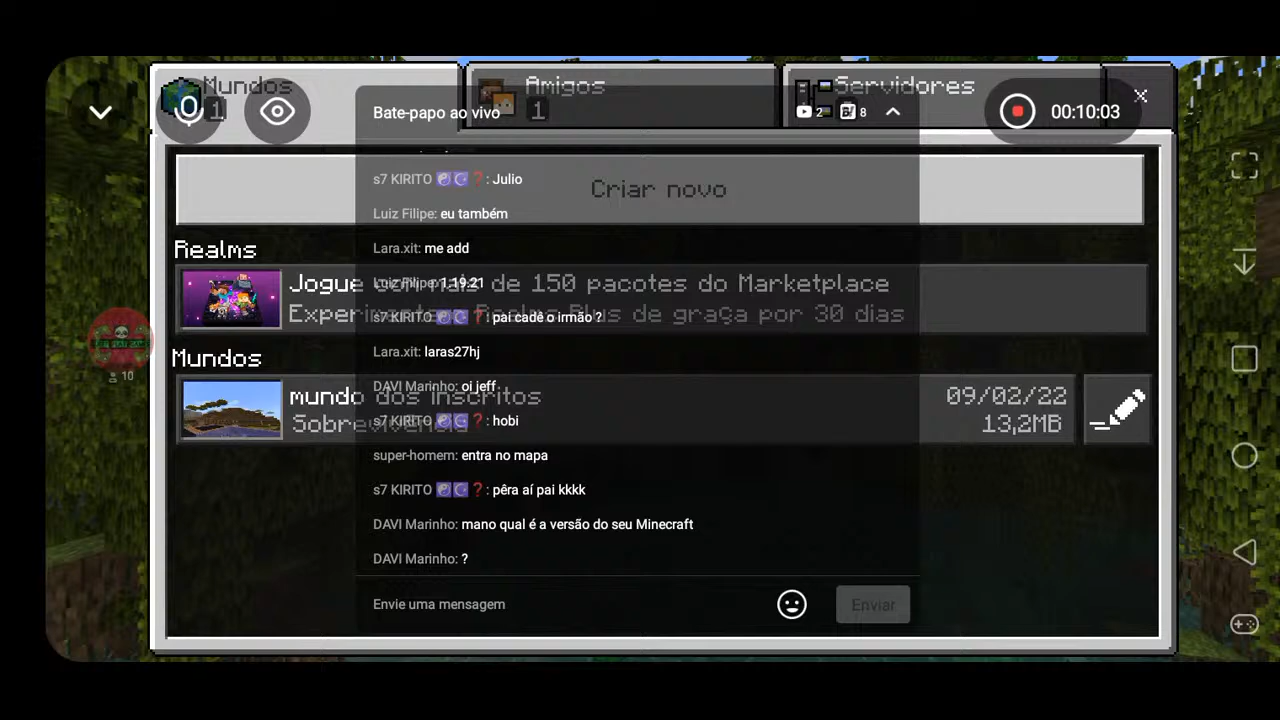 Mundos
1
Amigos
1
Servidores
2
8
00:10:03
Bate-papo ao vivo
Criar novo
s7 KIRITO ☯️☪️❓: Julio
Luiz Filipe: eu também
Lara.xit: me add
Luiz Filipe: 1.19.21
s7 KIRITO ☯️☪️❓: pai cadê o irmão ?
Lara.xit: laras27hj
DAVI Marinho: oi jeff
s7 KIRITO ☯️☪️❓: hobi
super-homem: entra no mapa
s7 KIRITO ☯️☪️❓: pêra aí pai kkkk
DAVI Marinho: mano qual é a versão do seu Minecraft
DAVI Marinho: ?
Envie uma mensagem
Enviar
Realms
Jogue de 150 pacotes do Marketplace
Realms Plus de graça por 30 dias
10
Mundos
mundo dos inscritos
09/02/22
Sobrevivência
13,2MB